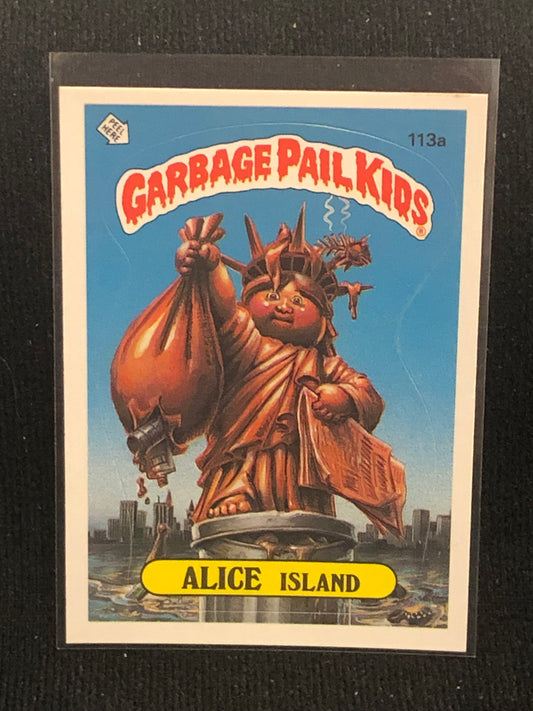 PEEL
HERE
113a
GARBAGE PAIL KIDS®
ALICE ISLAND